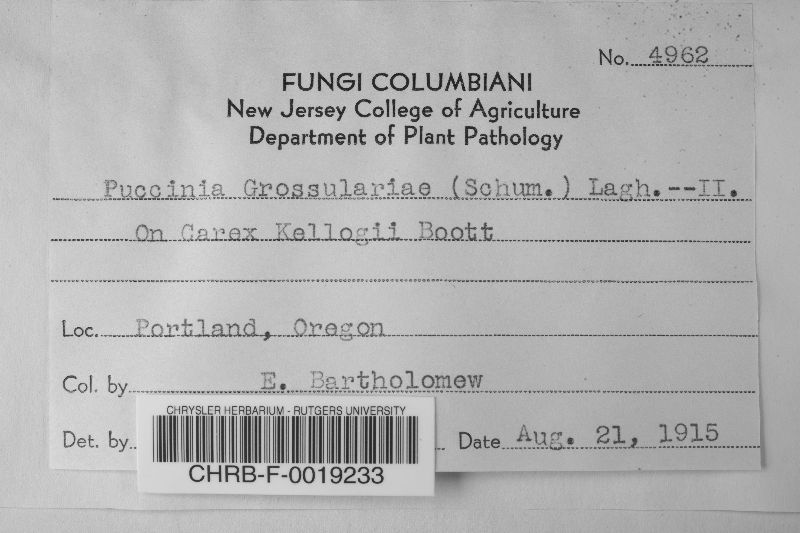 No. 4962
FUNGI COLUMBIANI
New Jersey College of Agriculture
Department of Plant Pathology
Puccinia Grossulariae (Schum.) Lagh.--II.
On Carex Kellogii Boott
Loc. Portland, Oregon
Col. by E. Bartholomew
Det. by
Date Aug. 21, 1915
CHRYSLER HERBARIUM - RUTGERS UNIVERSITY
CHRB-F-0019233